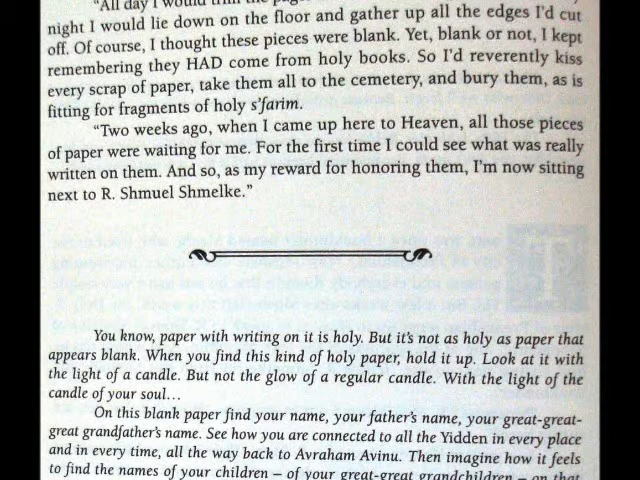 "All day I would trim the pages
night I would lie down on the floor and gather up all the edges I'd cut
off. Of course, I thought these pieces were blank. Yet, blank or not, I kept
remembering they HAD come from holy books. So I'd reverently kiss
every scrap of paper, take them all to the cemetery, and bury them, as is
fitting for fragments of holy s'farim.
"Two weeks ago, when I came up here to Heaven, all those pieces
of paper were waiting for me. For the first time I could see what was really
written on them. And so, as my reward for honoring them, I'm now sitting
next to R. Shmuel Shmelke."
You know, paper with writing on it is holy. But it's not as holy as paper that
appears blank. When you find this kind of holy paper, hold it up. Look at it with
the light of a candle. But not the glow of a regular candle. With the light of the
candle of your soul...
On this blank paper find your name, your father's name, your great-great-
great grandfather's name. See how you are connected to all the Yidden in every place
and in every time, all the way back to Avraham Avinu. Then imagine how it feels
to find the names of your children – of your great-great grandchildren – on that